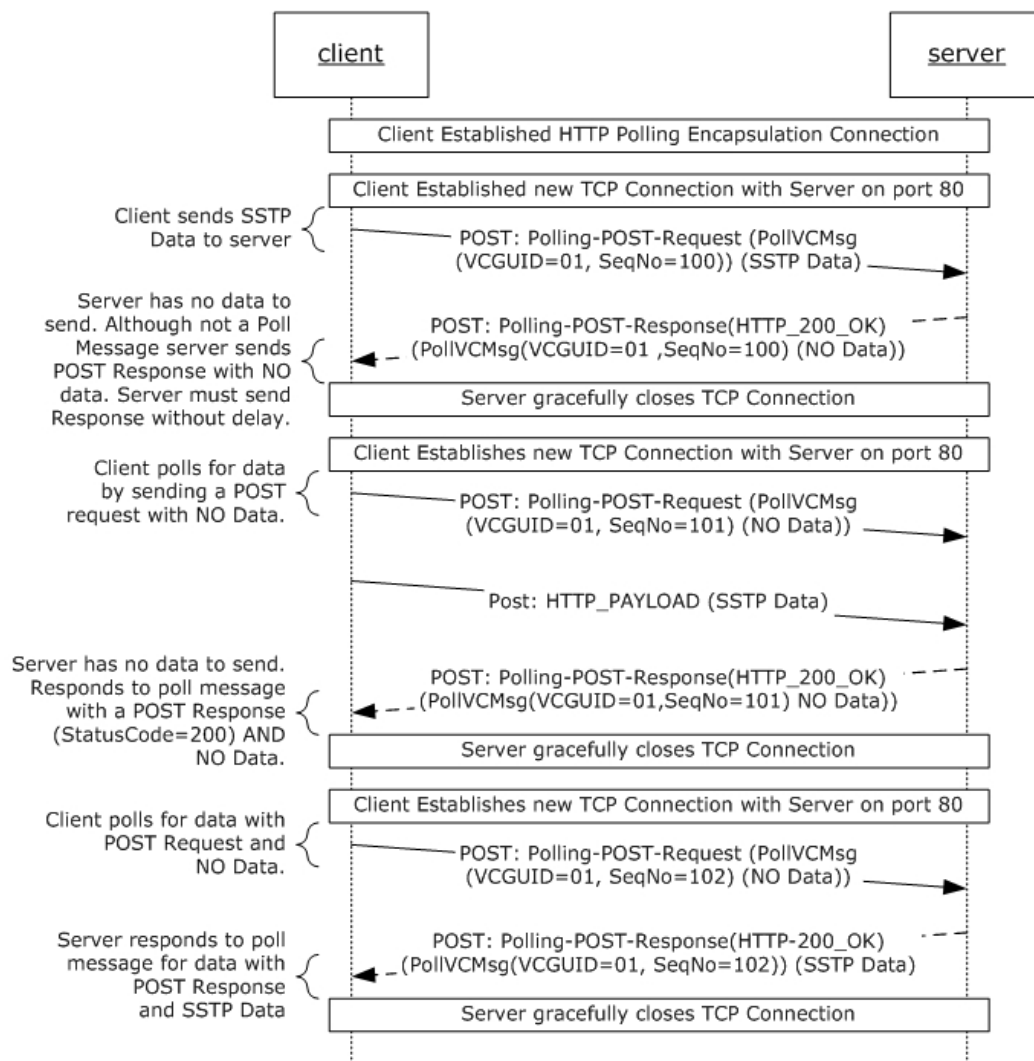 client
server
Client Established HTTP Polling Encapsulation Connection
Client Established new TCP Connection with Server on port 80
Client sends SSTP
Data to server
POST: Polling-POST-Request (PollVCMsg
(VCGUID=01, SeqNo=100)) (SSTP Data)
Server has no data to
send. Although not a Poll
Message server sends
POST Response with NO
data. Server must send
Response without delay.
POST: Polling-POST-Response(HTTP_200_OK)
(PollVCMsg(VCGUID=01 ,SeqNo=100) (NO Data))
Server gracefully closes TCP Connection
Client Establishes new TCP Connection with Server on port 80
Client polls for data
by sending a POST
request with NO Data.
POST: Polling-POST-Request (PollVCMsg
(VCGUID=01, SeqNo=101) (NO Data))
Post: HTTP_PAYLOAD (SSTP Data)
Server has no data to send.
Responds to poll message
with a POST Response
(StatusCode=200) AND
NO Data.
POST: Polling-POST-Response(HTTP_200_OK)
(PollVCMsg(VCGUID=01,SeqNo=101) NO Data))
Server gracefully closes TCP Connection
Client Establishes new TCP Connection with Server on port 80
Client polls for data with
POST Request and
NO Data.
POST: Polling-POST-Request (PollVCMsg
(VCGUID=01, SeqNo=102) (NO Data))
Server responds to poll
message for data with
POST Response
and SSTP Data
POST: Polling-POST-Response(HTTP-200_OK)
(PollVCMsg(VCGUID=01, SeqNo=102)) (SSTP Data)
Server gracefully closes TCP Connection